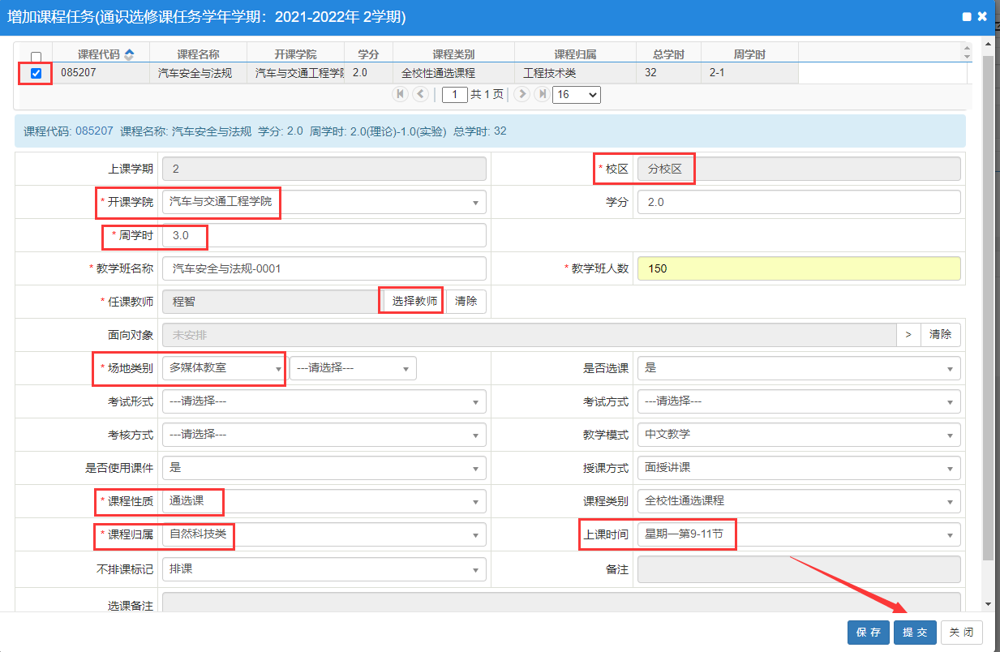 增加课程任务(通识选修课任务学年学期：2021-2022年 2学期)
课程代码 课程名称 开课学院 学分 课程类别 课程归属 总学时 周学时
085207 汽车安全与法规 汽车与交通工程学院 2.0 全校性通选课程 工程技术类 32 2-1
1 共 1 页 16
课程代码: 085207 课程名称: 汽车安全与法规 学分: 2.0 周学时: 2.0(理论)-1.0(实验) 总学时: 32
上课学期 2 * 校区 分校区
* 开课学院 汽车与交通工程学院 学分 2.0
* 周学时 3.0
* 教学班名称 汽车安全与法规-0001 * 教学班人数 150
* 任课教师 程智 选择教师 清除
面向对象 未安排 > 清除
* 场地类别 多媒体教室 ---请选择--- 是否选课 是
考试形式 ---请选择--- 考试方式 ---请选择---
考核方式 ---请选择--- 教学模式 中文教学
是否使用课件 是 授课方式 面授讲课
* 课程性质 通选课 课程类别 全校性通选课程
* 课程归属 自然科技类 上课时间 星期一第9-11节
不排课标记 排课 备注
选课备注
保 存 提 交 关 闭